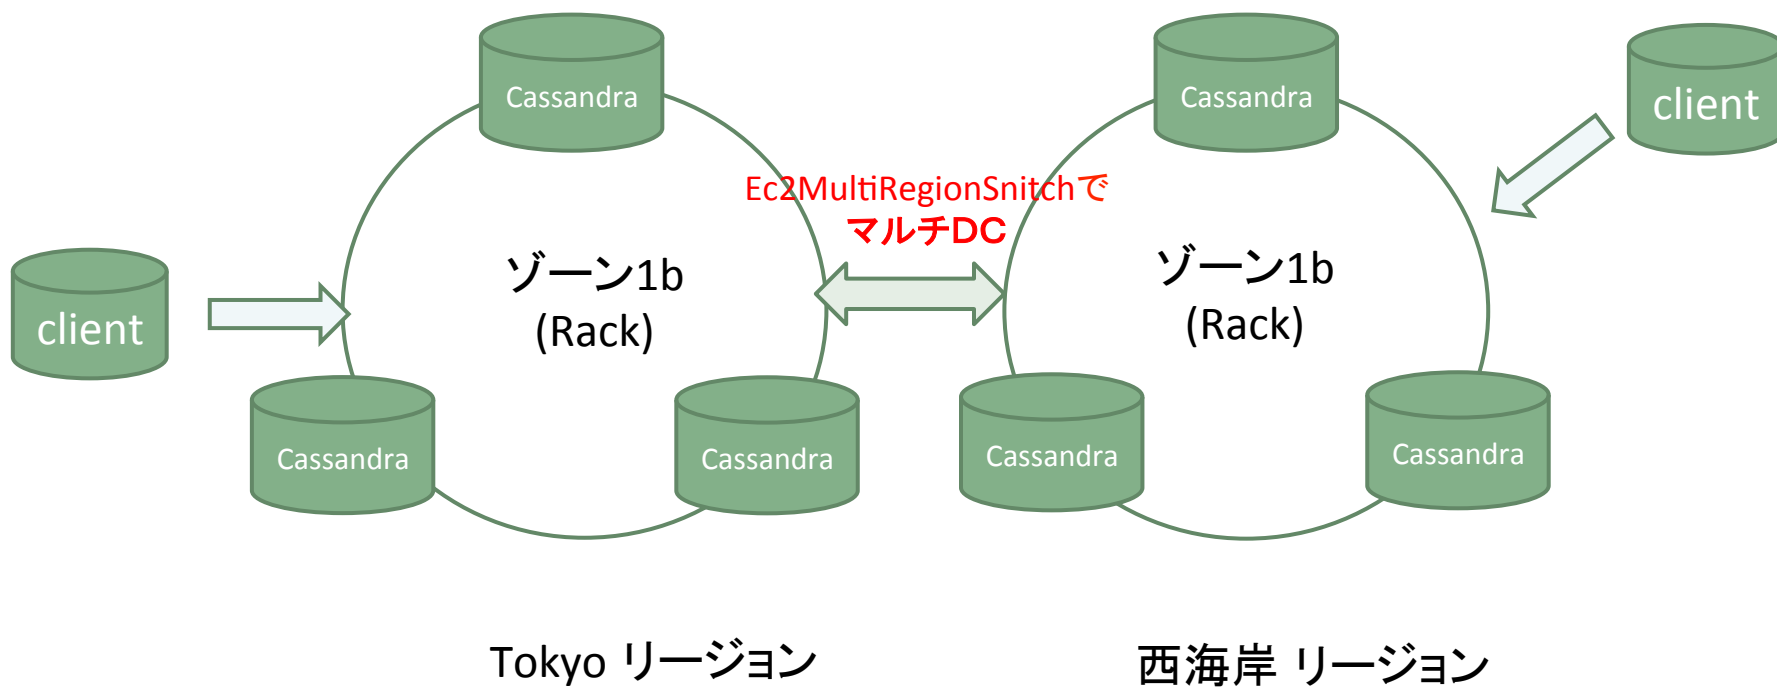 Cassandra
Cassandra
client
Ec2MultiRegionSnitchで
マルチDC
ゾーン1b
(Rack)
ゾーン1b
(Rack)
client
Cassandra
Cassandra
Cassandra
Cassandra
Tokyo リージョン
西海岸 リージョン